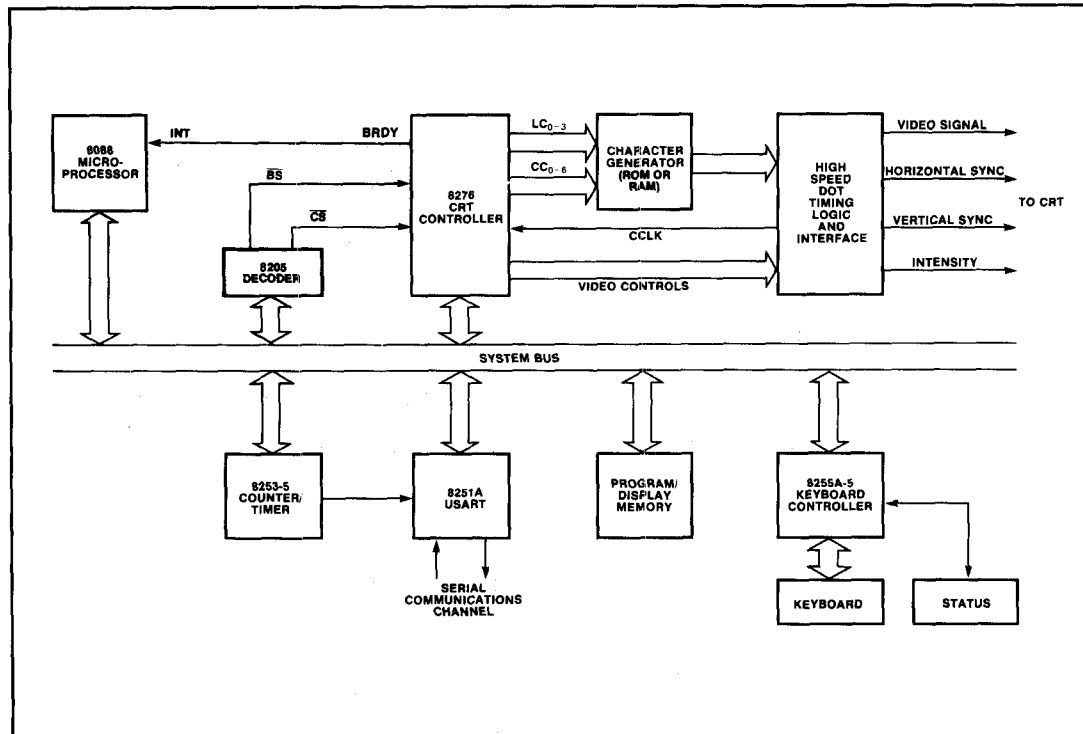 INT
BRDY
8088
MICRO-
PROCESSOR
BS
CS
8205
DECODER
8276
CRT
CONTROLLER
LC0-3
CC0-6
CHARACTER
GENERATOR
(ROM OR
RAM)
CCLK
VIDEO CONTROLS
HIGH
SPEED
DOT
TIMING
LOGIC
AND
INTERFACE
VIDEO SIGNAL
HORIZONTAL SYNC
VERTICAL SYNC
INTENSITY
TO CRT
SYSTEM BUS
8253-5
COUNTER/
TIMER
8251A
USART
SERIAL
COMMUNICATIONS
CHANNEL
PROGRAM/
DISPLAY
MEMORY
8255A-5
KEYBOARD
CONTROLLER
KEYBOARD
STATUS